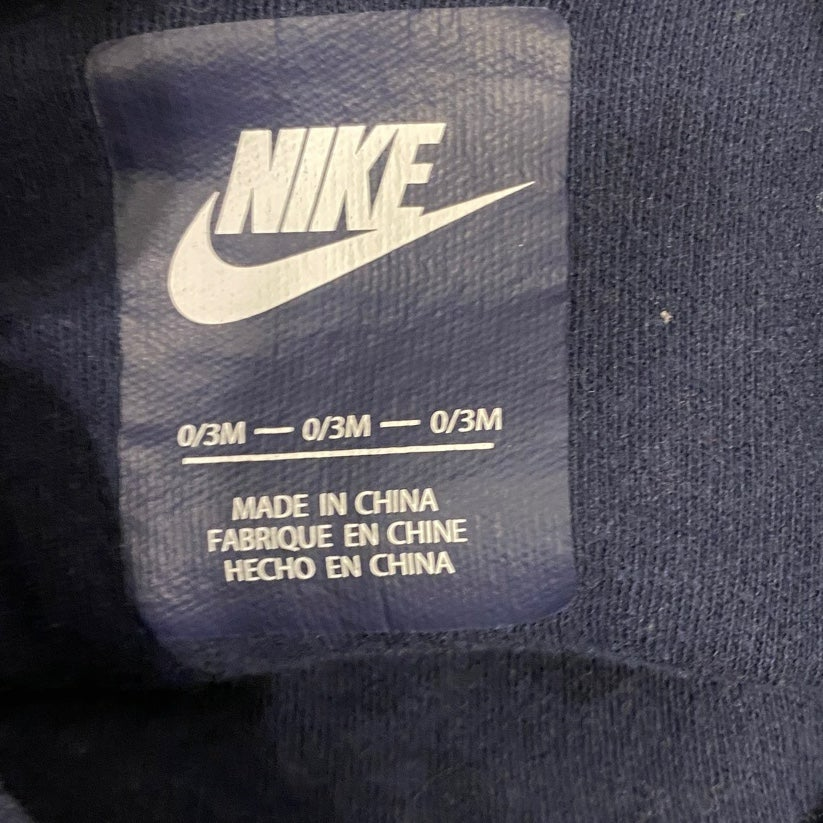 NIKE
0/3M — 0/3M — 0/3M
MADE IN CHINA
FABRIQUE EN CHINE
HECHO EN CHINA